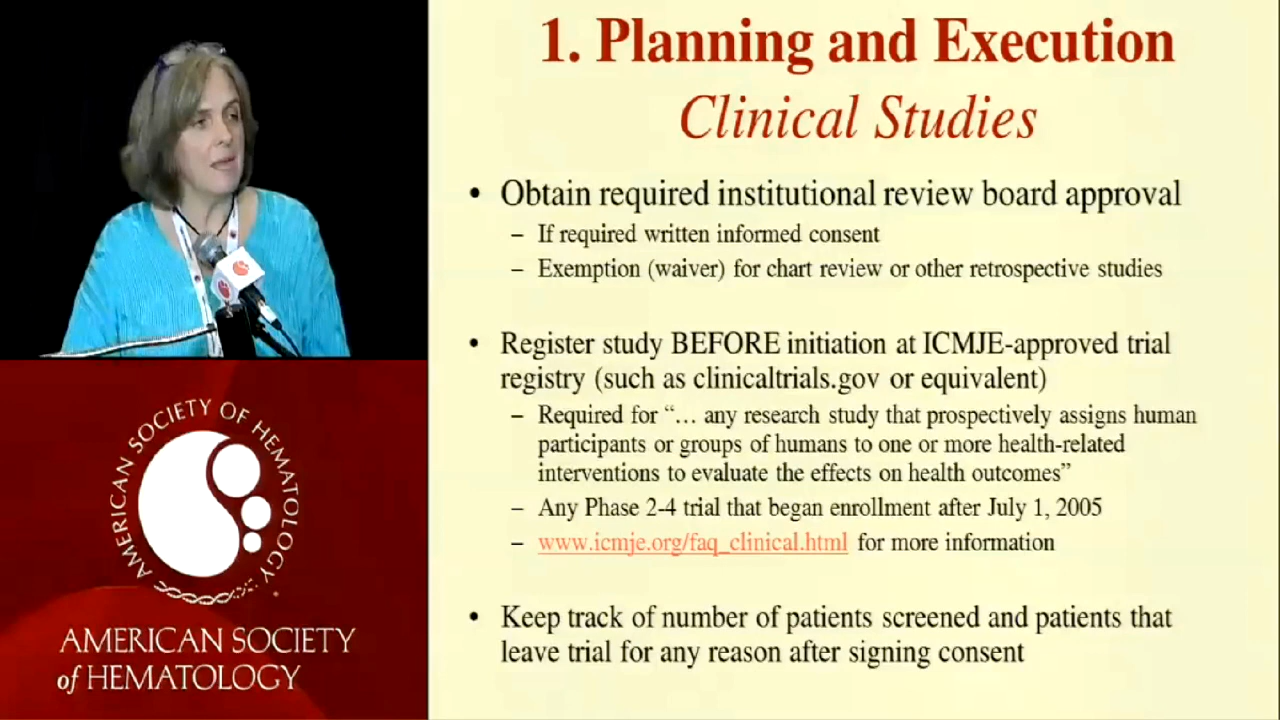 1. Planning and Execution
Clinical Studies
• Obtain required institutional review board approval
– If required written informed consent
– Exemption (waiver) for chart review or other retrospective studies
• Register study BEFORE initiation at ICMJE-approved trial
registry (such as clinicaltrials.gov or equivalent)
– Required for “… any research study that prospectively assigns human
participants or groups of humans to one or more health-related
interventions to evaluate the effects on health outcomes”
– Any Phase 2-4 trial that began enrollment after July 1, 2005
– www.icmje.org/faq_clinical.html for more information
• Keep track of number of patients screened and patients that
leave trial for any reason after signing consent
AMERICAN SOCIETY OF HEMATOLOGY
AMERICAN SOCIETY
of HEMATOLOGY